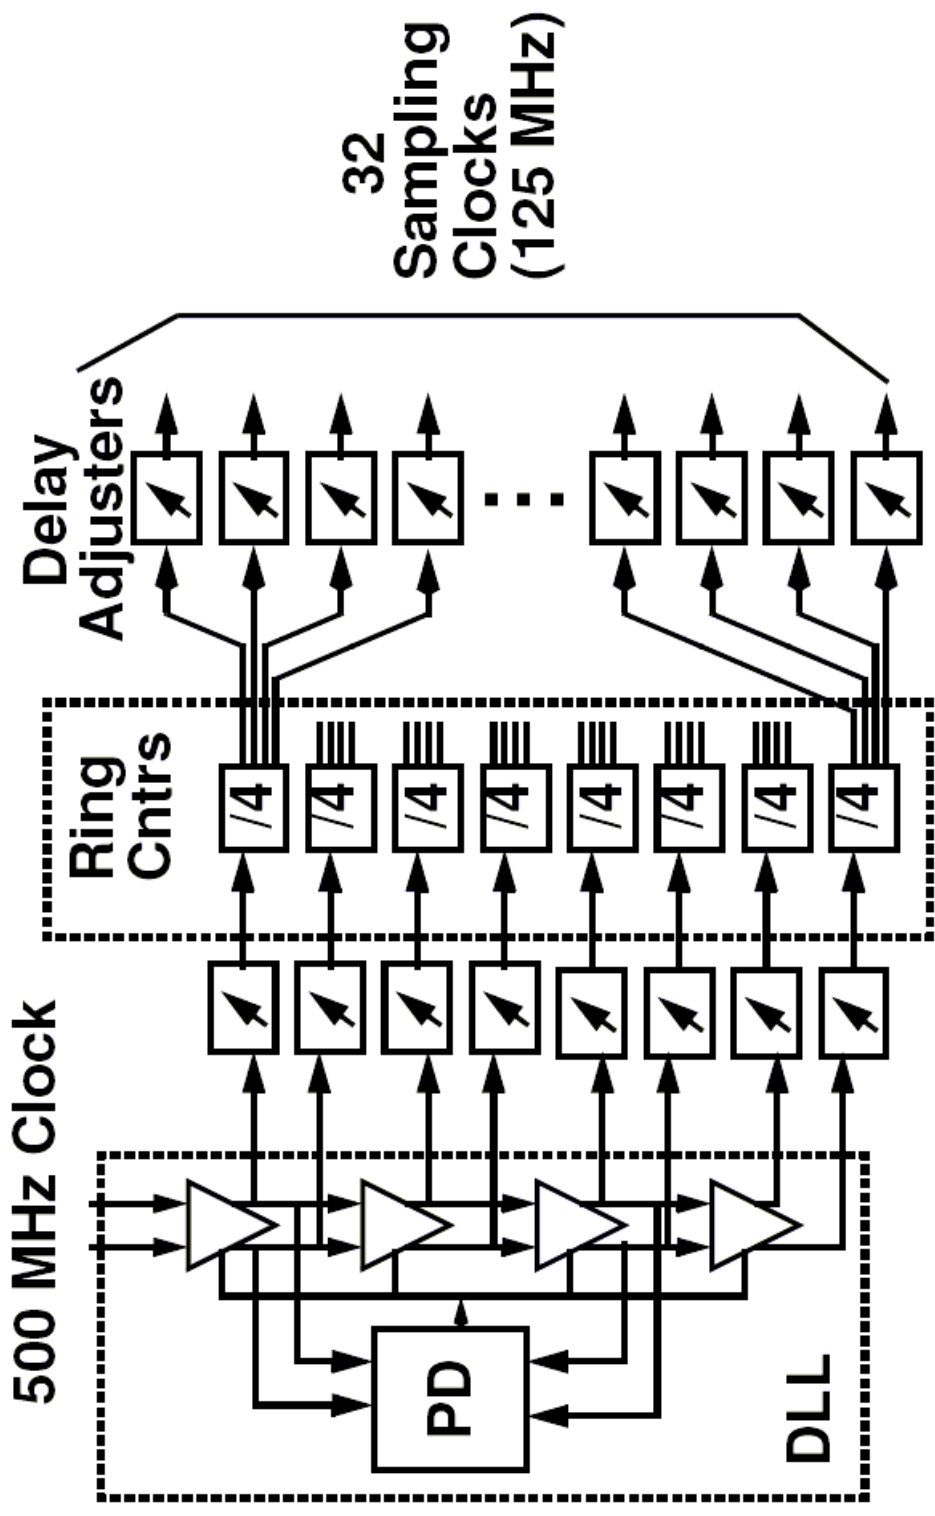 500 MHz Clock
DLL
PD
Ring
Cntrs
/4
/4
/4
/4
/4
/4
/4
/4
Delay
Adjusters
...
32
Sampling
Clocks
(125 MHz)